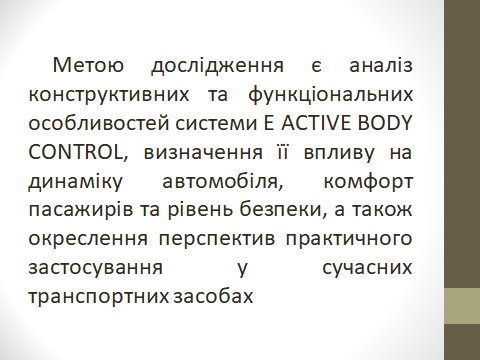 Метою дослідження є аналіз
конструктивних та функціональних
особливостей системи E ACTIVE BODY
CONTROL, визначення її впливу на
динаміку автомобіля, комфорт
пасажирів та рівень безпеки, а також
окреслення перспектив практичного
застосування у сучасних
транспортних засобах